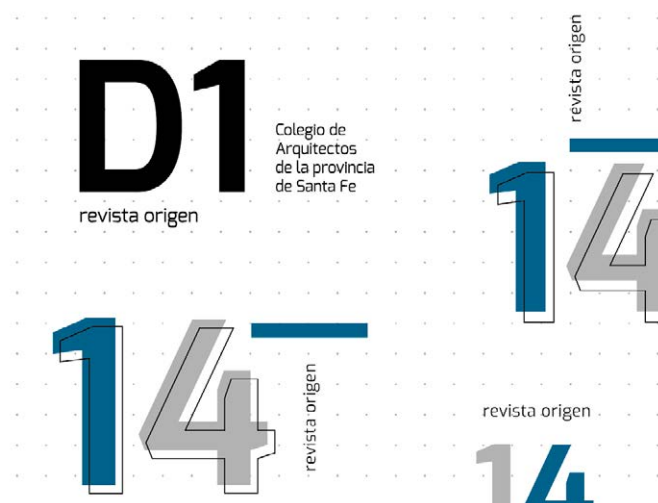 D1
Colegio de
Arquitectos
de la provincia
de Santa Fe
revista origen
revista origen
14
14
revista origen
revista origen
14